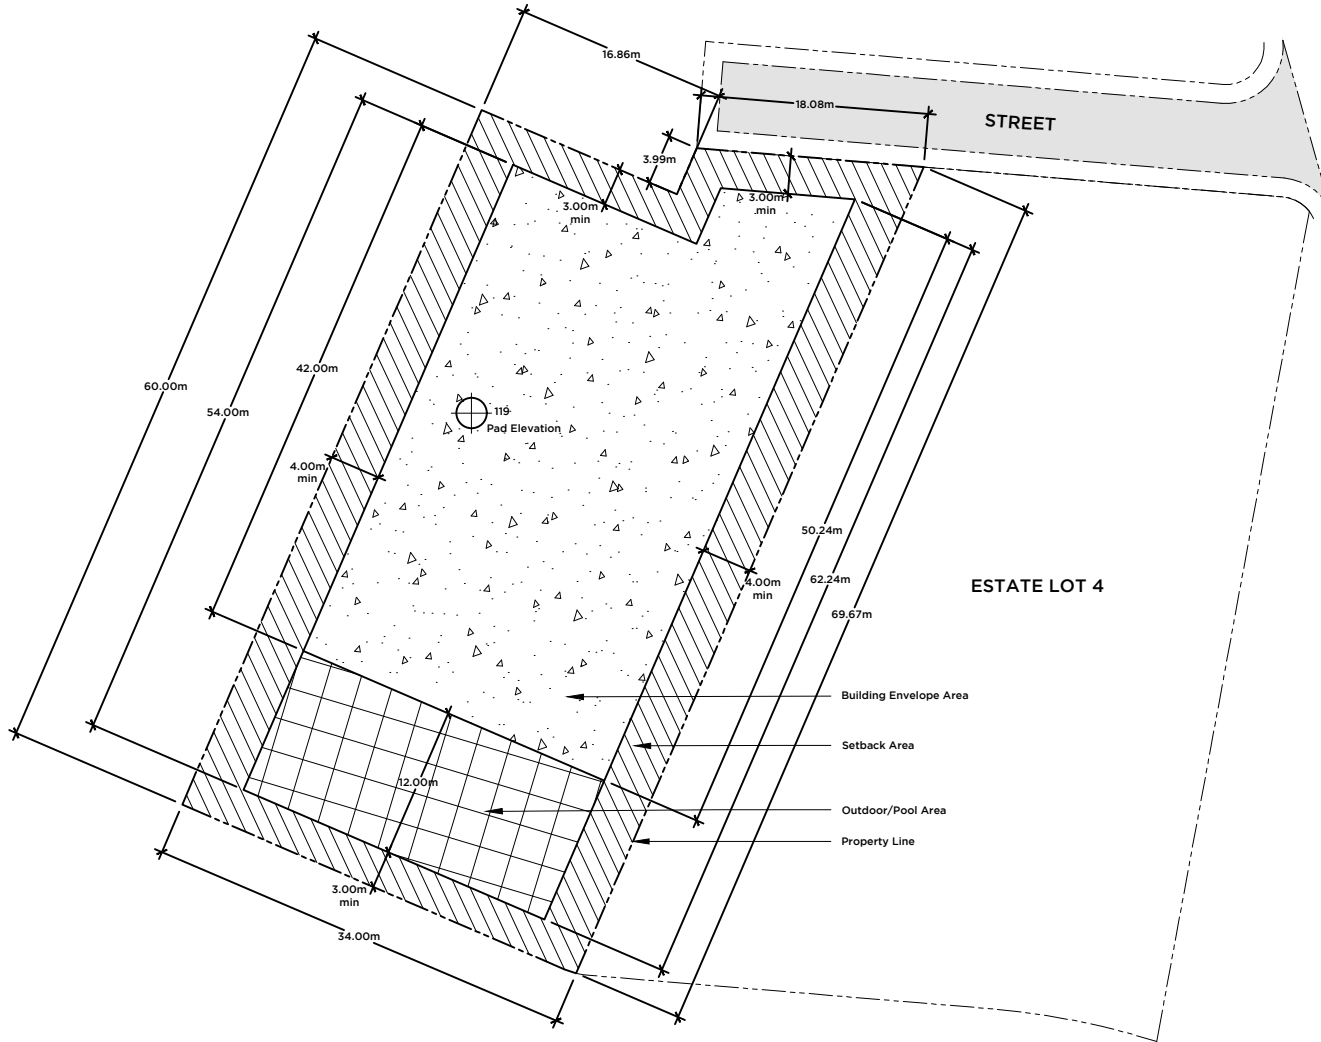 16.86m
18.08m
STREET
3.99m
3.00m
min
3.00m
min
42.00m
60.00m
54.00m
119
Pad Elevation
4.00m
min
50.24m
4.00m
min
62.24m
ESTATE LOT 4
69.67m
Building Envelope Area
Setback Area
12.00m
Outdoor/Pool Area
Property Line
3.00m
min
34.00m